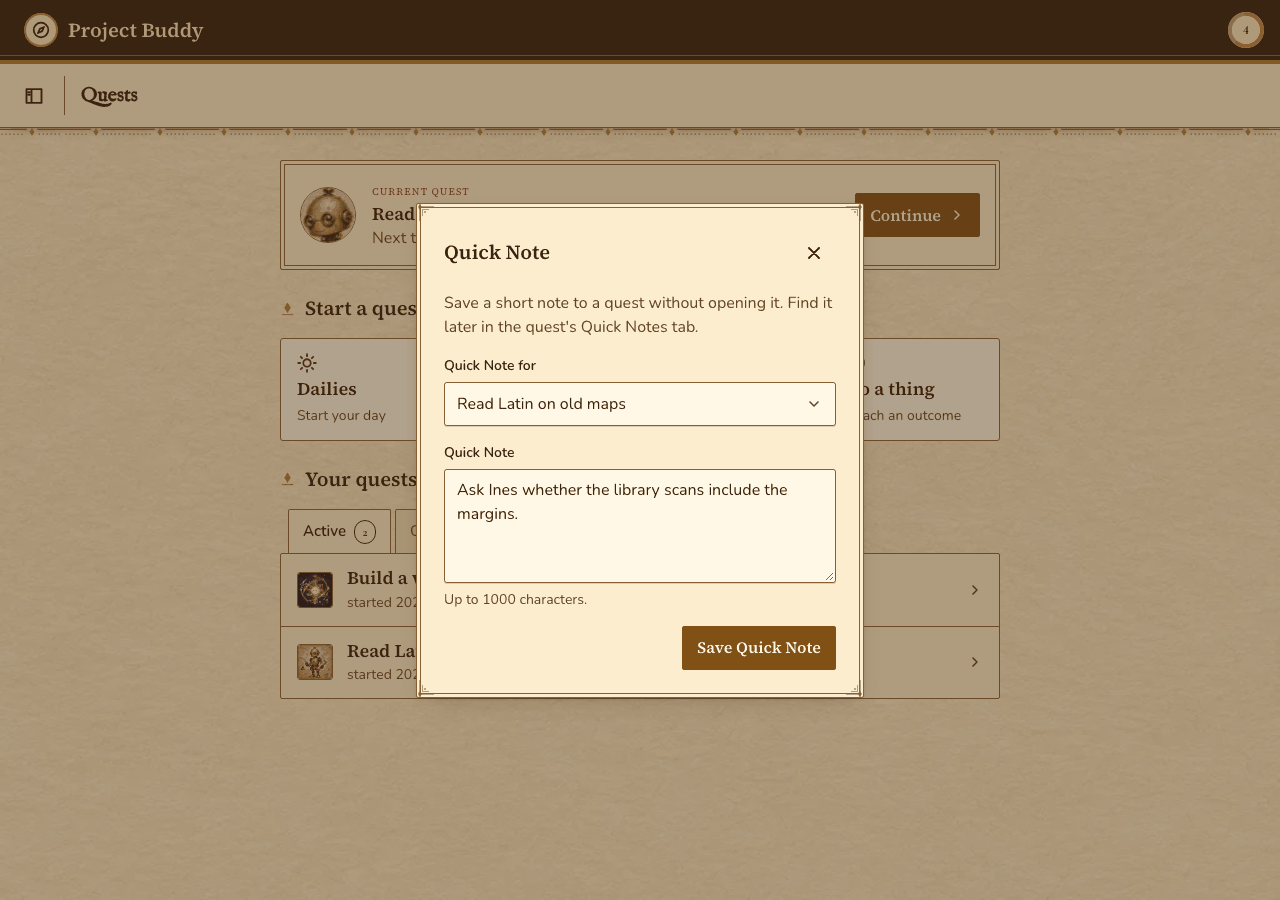 Project Buddy
4
Quests
CURRENT QUEST
Read
Next t
Continue
Quick Note
Save a short note to a quest without opening it. Find it
later in the quest's Quick Notes tab.
Quick Note for
Read Latin on old maps
Quick Note
Ask Ines whether the library scans include the
margins.
Up to 1000 characters.
Save Quick Note
Start a ques
Dailies
Start your day
a thing
ach an outcome
Your quests
Active 2
Build a
started 202
Read La
started 202